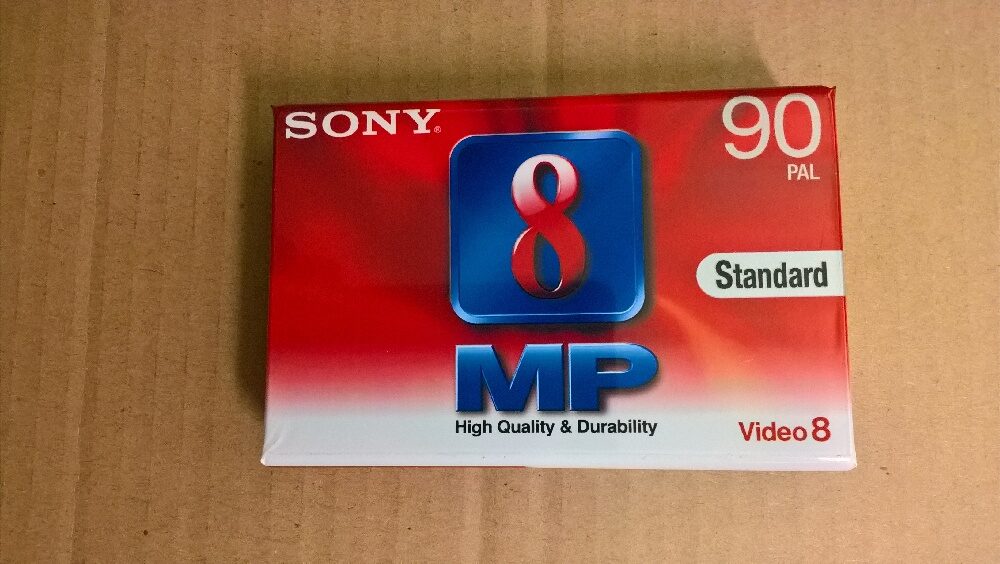 SONY®
90
PAL
8
Standard
MP
High Quality & Durability
Video 8